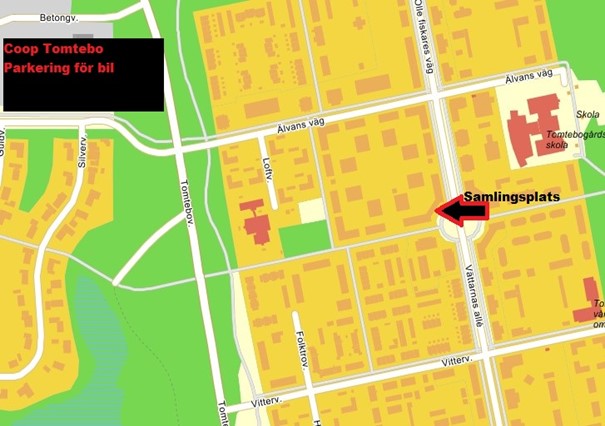 Betongv.
Coop Tomtebo
Parkering för bil
Olle fiskares väg
Älvans väg
Älvans väg
Skola
Tomtebogårds
skola
Guldv.
Silverv.
Loftv.
Tomtebov.
Samlingsplats
Vättarnas allé
Folktrov.
Vitterv.
Vitterv.